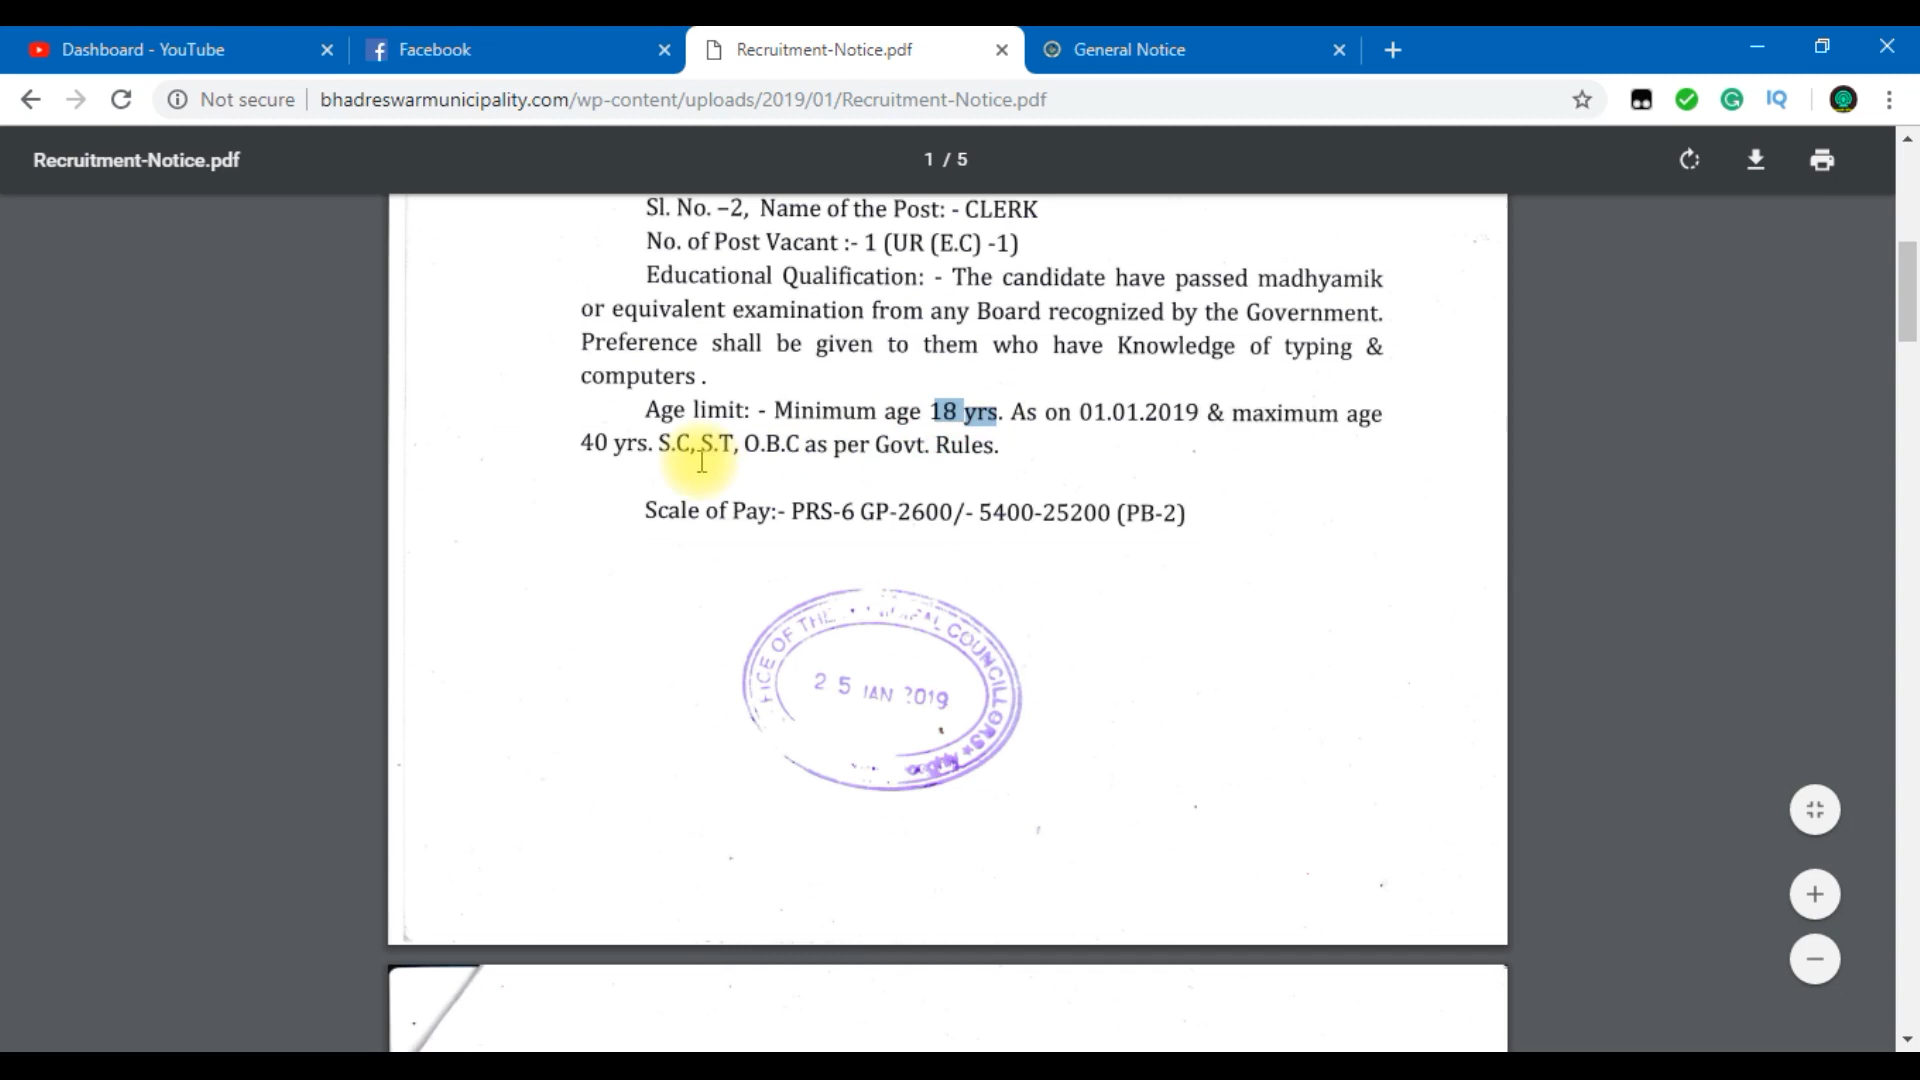 Dashboard - YouTube
Facebook
Recruitment-Notice.pdf
General Notice
Not secure
bhadreswarmunicipality.com/wp-content/uploads/2019/01/Recruitment-Notice.pdf
IQ
Recruitment-Notice.pdf
1 / 5
Sl. No. –2, Name of the Post: - CLERK
No. of Post Vacant :- 1 (UR (E.C) -1)
Educational Qualification: - The candidate have passed madhyamik
or equivalent examination from any Board recognized by the Government.
Preference shall be given to them who have Knowledge of typing &
computers .
Age limit: - Minimum age 18 yrs. As on 01.01.2019 & maximum age
40 yrs. S.C, S.T, O.B.C as per Govt. Rules.
Scale of Pay:- PRS-6 GP-2600/- 5400-25200 (PB-2)
OF THE COUNCILLORS
25 JAN 2019